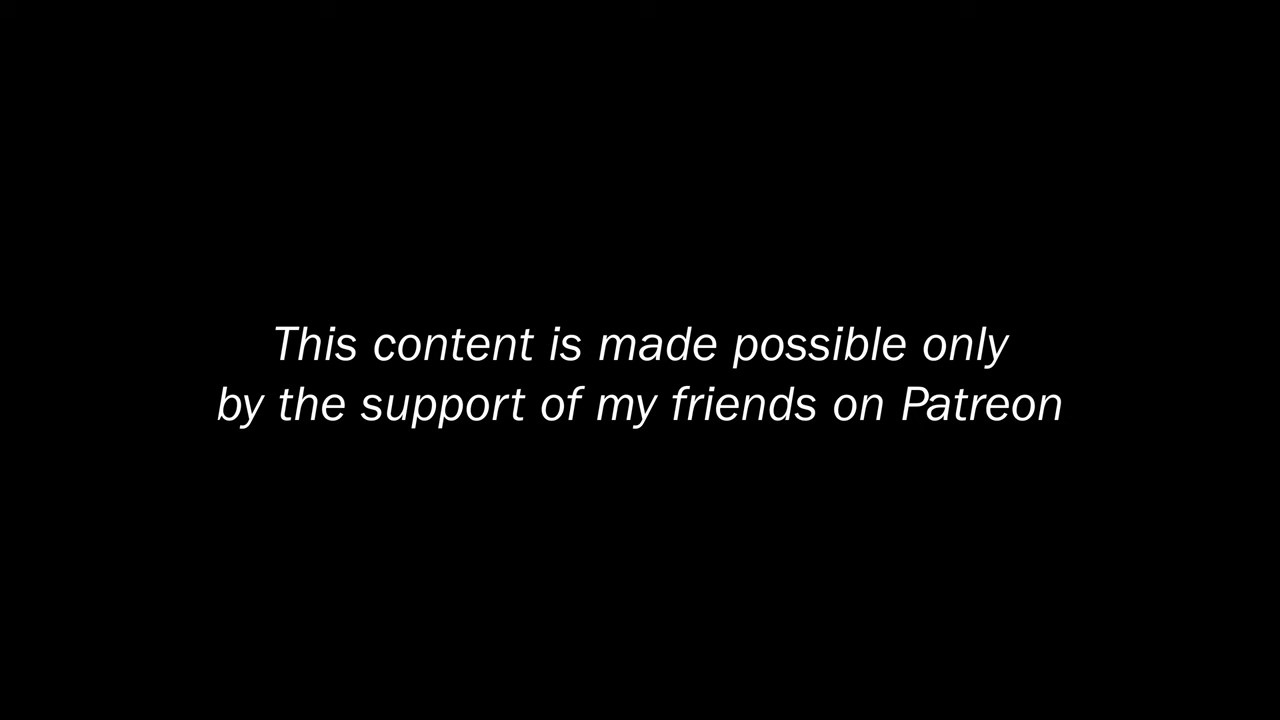 This content is made possible only
by the support of my friends on Patreon